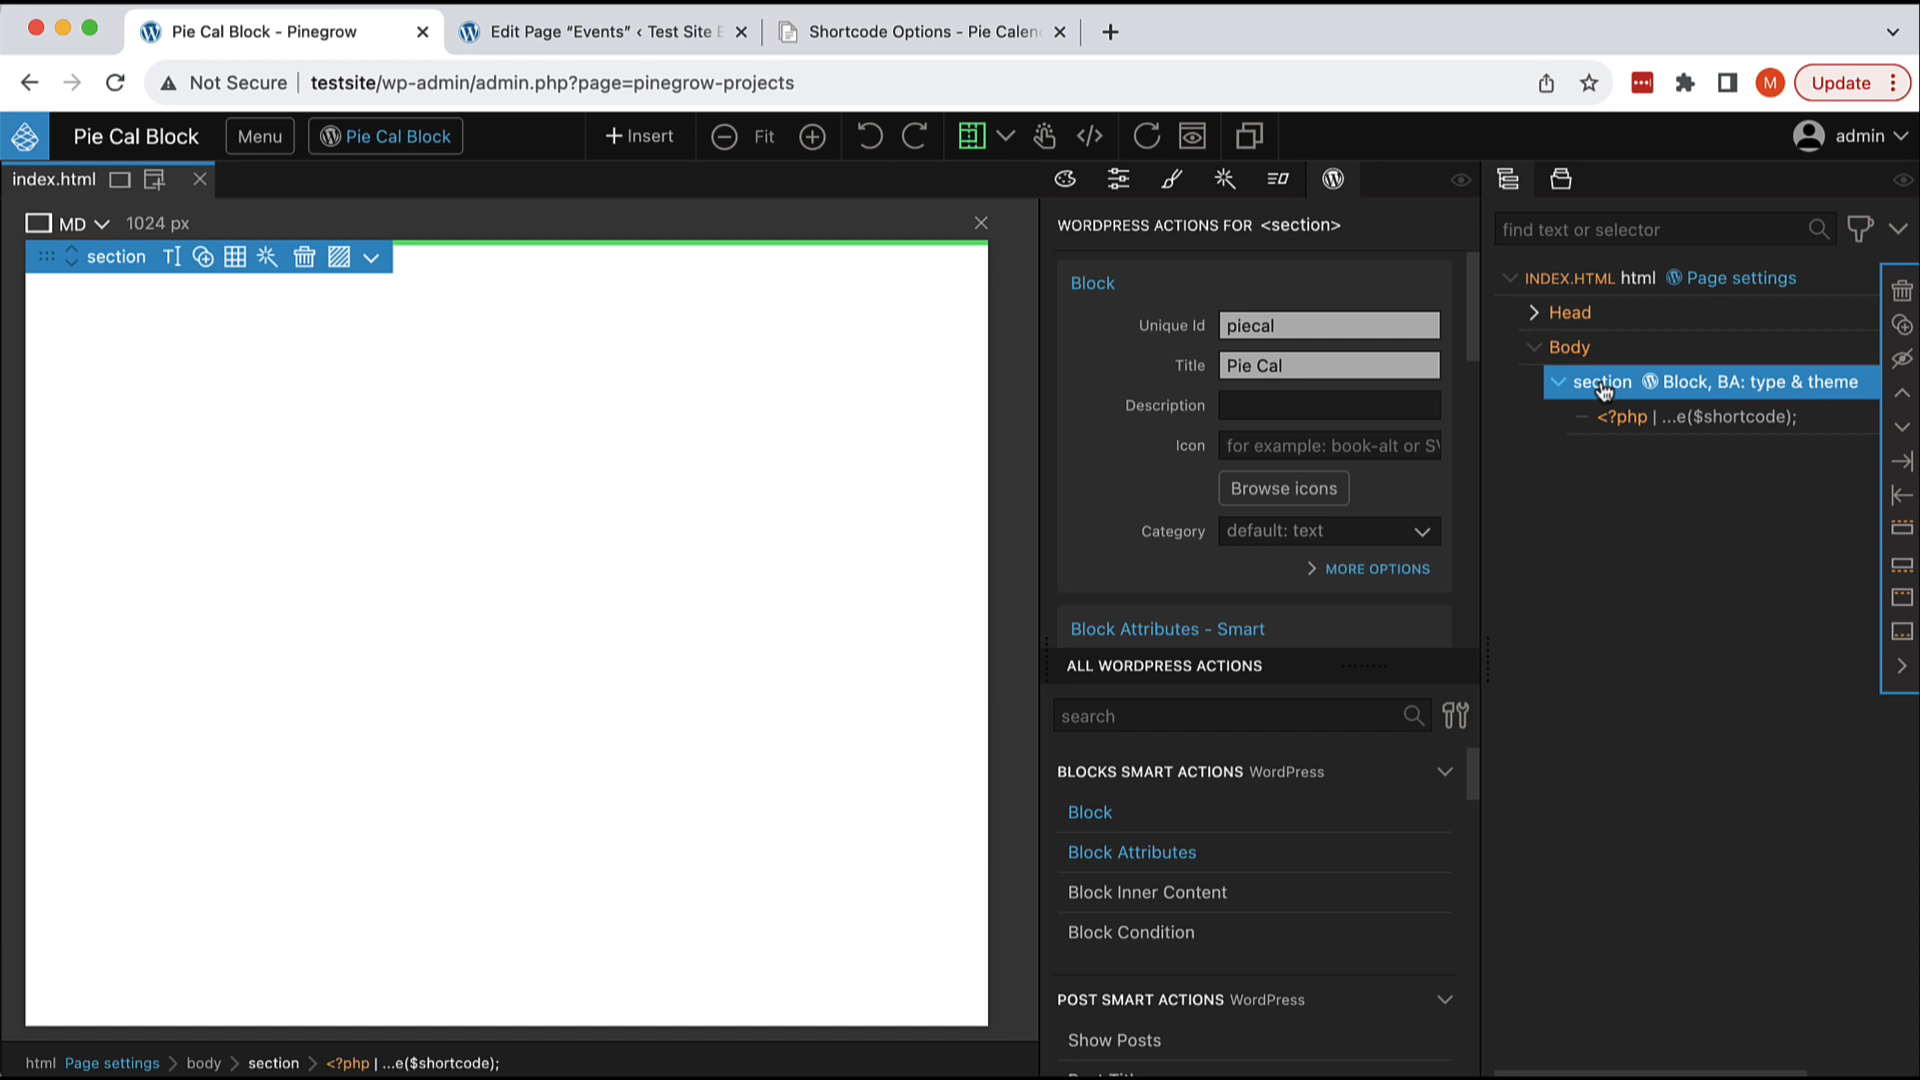 Pie Cal Block - Pinegrow
Edit Page “Events” ‹ Test Site
Shortcode Options - Pie Calen
Not Secure
testsite/wp-admin/admin.php?page=pinegrow-projects
M
Update
Pie Cal Block
Menu
Pie Cal Block
Insert
Fit
admin
index.html
MD
1024 px
section
WORDPRESS ACTIONS FOR <section>
Block
Unique Id
piecal
Title
Pie Cal
Description
Icon
for example: book-alt or SV
Browse icons
Category
default: text
MORE OPTIONS
Block Attributes - Smart
ALL WORDPRESS ACTIONS
search
BLOCKS SMART ACTIONS WordPress
Block
Block Attributes
Block Inner Content
Block Condition
POST SMART ACTIONS WordPress
Show Posts
find text or selector
INDEX.HTML html Page settings
Head
Body
section Block, BA: type & theme
<?php | ...e($shortcode);
html Page settings body section <?php | ...e($shortcode);